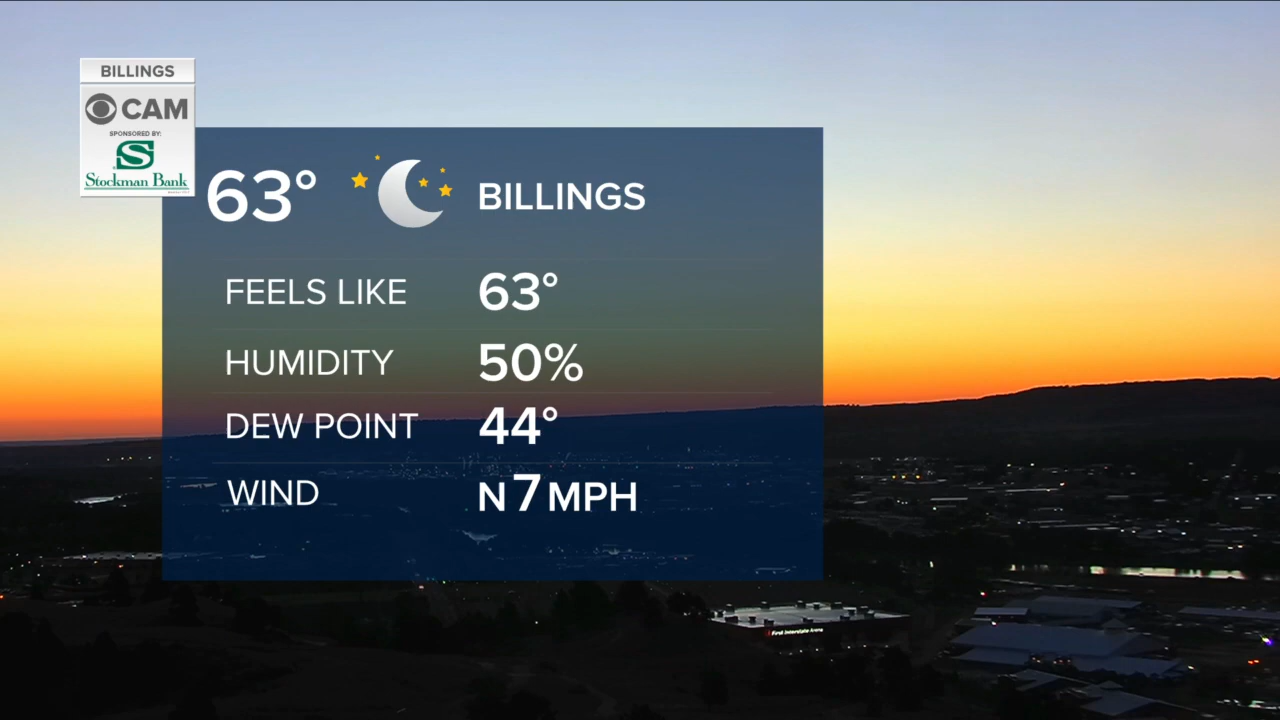 BILLINGS
CAM
SPONSORED BY:
S
Stockman Bank
63° BILLINGS
FEELS LIKE 63°
HUMIDITY 50%
DEW POINT 44°
WIND N 7 MPH
First Interstate Arena